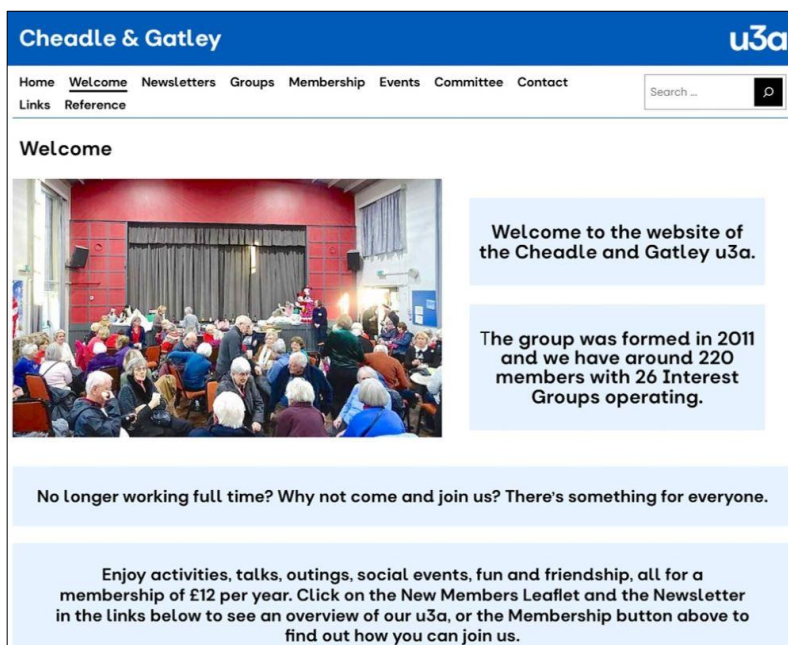 Cheadle & Gatley
u3a
Home Welcome Newsletters Groups Membership Events Committee Contact
Links Reference
Search ...
Welcome
Welcome to the website of
the Cheadle and Gatley u3a.
The group was formed in 2011
and we have around 220
members with 26 Interest
Groups operating.
No longer working full time? Why not come and join us? There's something for everyone.
Enjoy activities, talks, outings, social events, fun and friendship, all for a
membership of £12 per year. Click on the New Members Leaflet and the Newsletter
in the links below to see an overview of our u3a, or the Membership button above to
find out how you can join us.